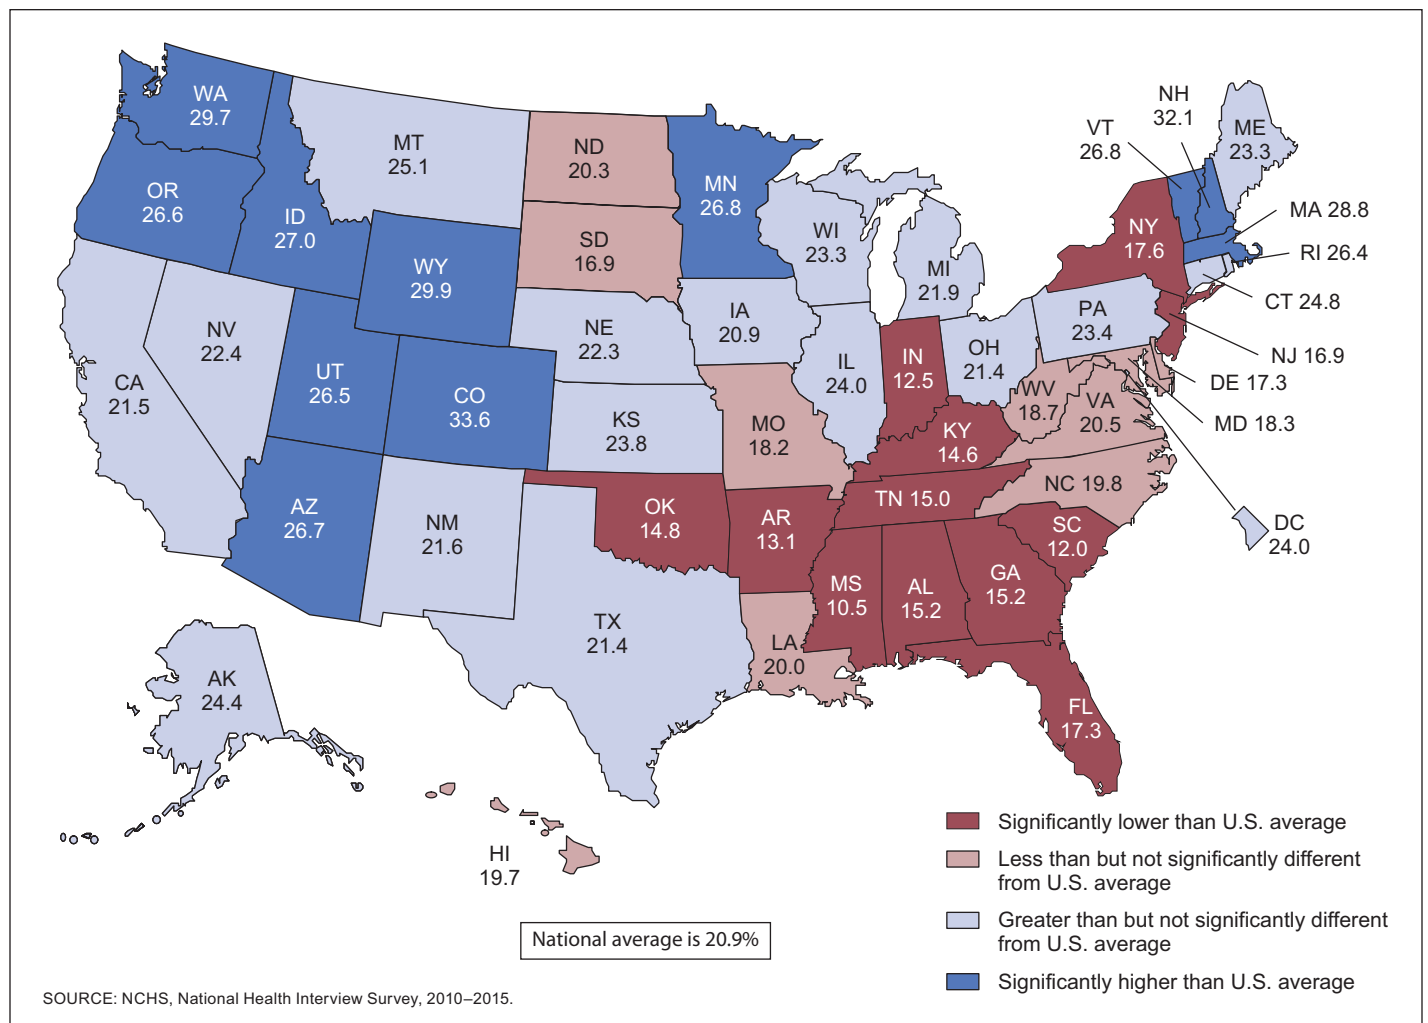 WA
29.7
MT
25.1
ND
20.3
MN
26.8
OR
26.6
ID
27.0
WY
29.9
SD
16.9
WI
23.3
MI
21.9
NH
32.1
VT
26.8
ME
23.3
NY
17.6
MA 28.8
RI 26.4
CT 24.8
NJ 16.9
DE 17.3
MD 18.3
DC
24.0
PA
23.4
OH
21.4
IN
12.5
IL
24.0
IA
20.9
NE
22.3
NV
22.4
CA
21.5
UT
26.5
CO
33.6
KS
23.8
MO
18.2
KY
14.6
WV
18.7
VA
20.5
NC 19.8
TN 15.0
SC
12.0
AZ
26.7
NM
21.6
OK
14.8
AR
13.1
MS
10.5
AL
15.2
GA
15.2
TX
21.4
LA
20.0
FL
17.3
AK
24.4
HI
19.7
Significantly lower than U.S. average
Less than but not significantly different
from U.S. average
Greater than but not significantly different
from U.S. average
Significantly higher than U.S. average
National average is 20.9%
SOURCE: NCHS, National Health Interview Survey, 2010–2015.